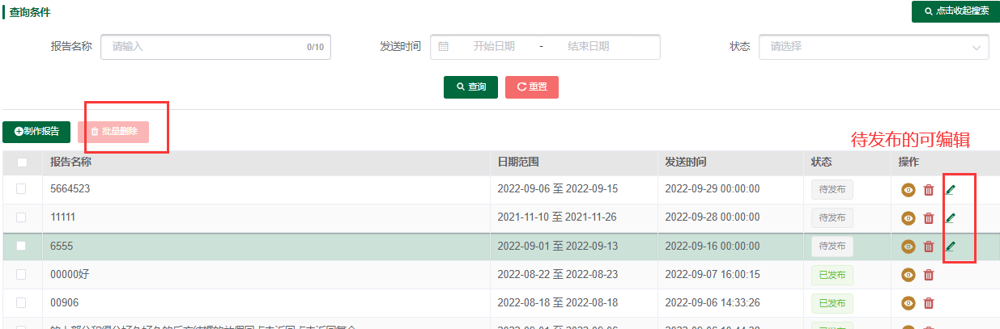 查询条件
点击收起搜索
报告名称 请输入 0/10 发送时间 开始日期 - 结束日期 状态 请选择
查询 重置
制作报告 批量删除
待发布的可编辑
报告名称 日期范围 发送时间 状态 操作
5664523 2022-09-06 至 2022-09-15 2022-09-29 00:00:00 待发布
11111 2021-11-10 至 2021-11-26 2022-09-28 00:00:00 待发布
6555 2022-09-01 至 2022-09-13 2022-09-16 00:00:00 待发布
00000好 2022-08-22 至 2022-08-23 2022-09-07 16:00:15 已发布
00906 2022-08-18 至 2022-08-18 2022-09-06 14:33:26 已发布